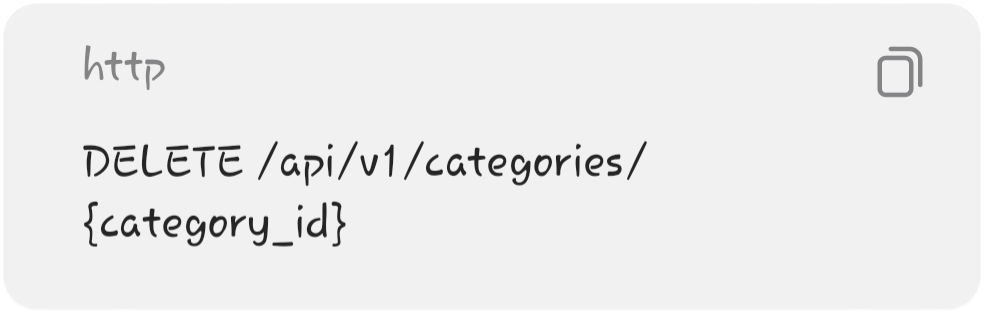 http
DELETE /api/v1/categories/
{category_id}